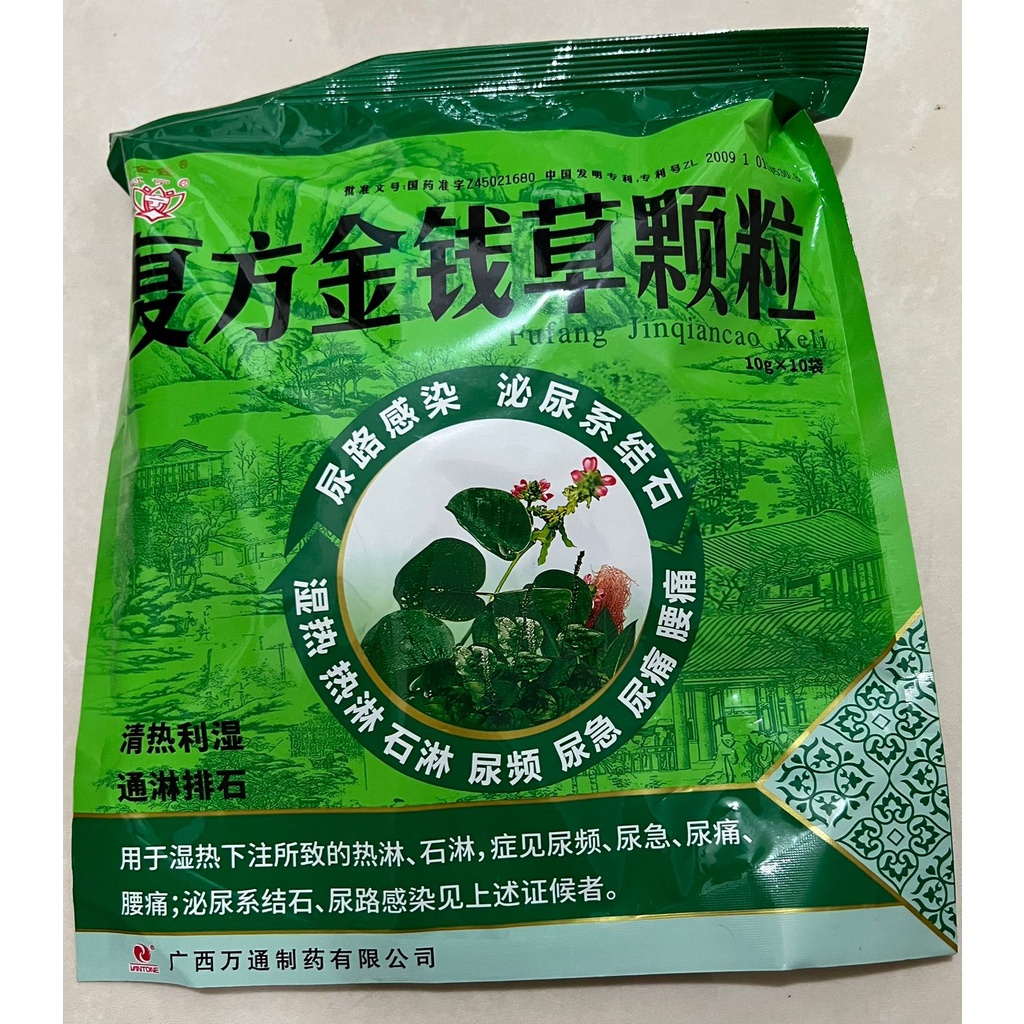 批准文号:国药准字Z45021680 中国发明专利,专利号ZL 2009 1 01
复方金钱草颗粒
Fufang Jinqiancao Keli
10g×10袋
尿路感染 泌尿系结石
湿热 热淋 石淋 尿频 尿急 尿痛 腰痛
清热利湿
通淋排石
用于湿热下注所致的热淋、石淋,症见尿频、尿急、尿痛、
腰痛;泌尿系结石、尿路感染见上述证候者。
WANTONE
广西万通制药有限公司